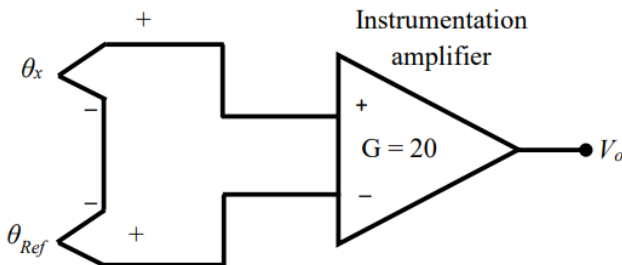 +
Instrumentation
amplifier
θx
−
+
G = 20
Vo
−
−
θRef
+